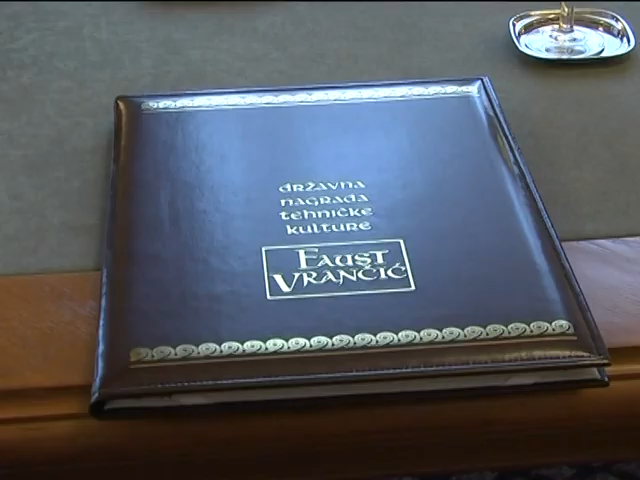 državna
nagrada
tehničke
kulture
Faust
Vrančić